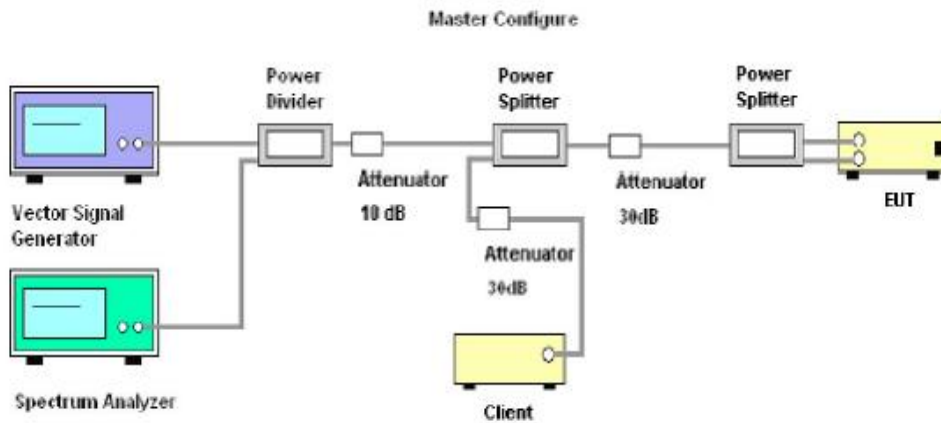 Master Configure
Power
Divider
Power
Splitter
Power
Splitter
Attenuator
10 dB
Attenuator
30dB
EUT
Vector Signal
Generator
Attenuator
30dB
Spectrum Analyzer
Client